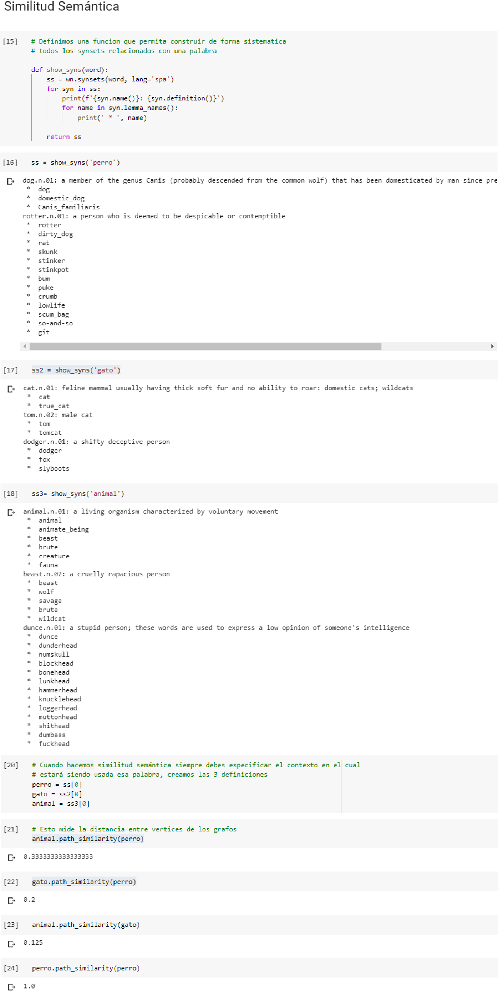 Similitud Semántica
[15] # Definimos una funcion que permita construir de forma sistematica
# todos los synsets relacionados con una palabra
def show_syns(word):
ss = wn.synsets(word, lang='spa')
for syn in ss:
print(f'{syn.name()}: {syn.definition()}')
for name in syn.lemma_names():
print(' * ', name)
return ss
[16] ss = show_syns('perro')
dog.n.01: a member of the genus Canis (probably descended from the common wolf) that has been domesticated by man since pre
* dog
* domestic_dog
* Canis_familiaris
rotter.n.01: a person who is deemed to be despicable or contemptible
* rotter
* dirty_dog
* rat
* skunk
* stinker
* stinkpot
* bum
* puke
* crumb
* lowlife
* scum_bag
* so-and-so
* git
[17] ss2 = show_syns('gato')
cat.n.01: feline mammal usually having thick soft fur and no ability to roar: domestic cats; wildcats
* cat
* true_cat
tom.n.02: male cat
* tom
* tomcat
dodger.n.01: a shifty deceptive person
* dodger
* fox
* slyboots
[18] ss3= show_syns('animal')
animal.n.01: a living organism characterized by voluntary movement
* animal
* animate_being
* beast
* brute
* creature
* fauna
beast.n.02: a cruelly rapacious person
* beast
* wolf
* savage
* brute
* wildcat
dunce.n.01: a stupid person; these words are used to express a low opinion of someone's intelligence
* dunce
* dunderhead
* numskull
* blockhead
* bonehead
* lunkhead
* hammerhead
* knucklehead
* loggerhead
* muttonhead
* shithead
* dumbass
* fuckhead
[20] # Cuando hacemos similitud semántica siempre debes especificar el contexto en el cual
# estará siendo usada esa palabra, creamos las 3 definiciones
perro = ss[0]
gato = ss2[0]
animal = ss3[0]
[21] # Esto mide la distancia entre vertices de los grafos
animal.path_similarity(perro)
0.3333333333333333
[22] gato.path_similarity(perro)
0.2
[23] animal.path_similarity(gato)
0.125
[24] perro.path_similarity(perro)
1.0